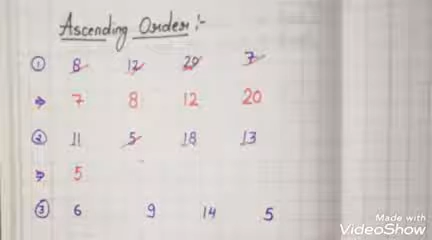 Ascending Order :-
① 8 12 20 7
⇒ 7 8 12 20
② 11 5 18 13
⇒ 5
③ 6 9 14 5
Made With
VideoShow